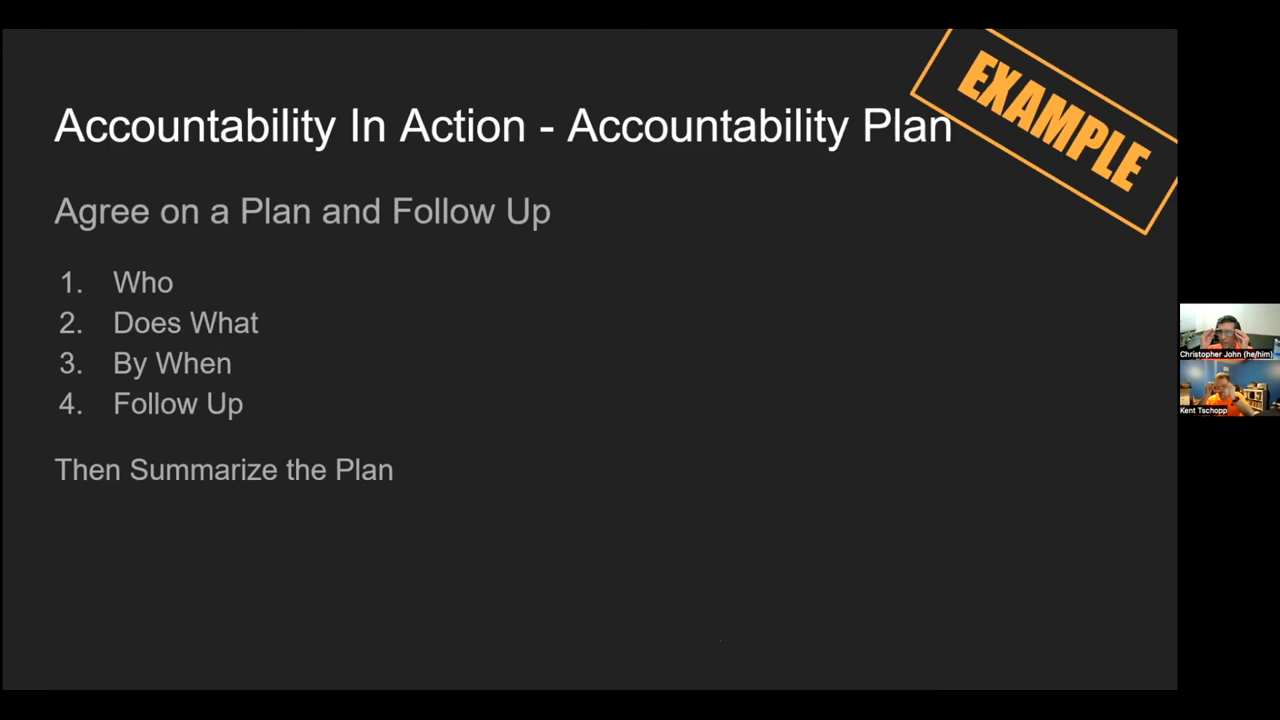 EXAMPLE
Accountability In Action - Accountability Plan
Agree on a Plan and Follow Up
1. Who
2. Does What
3. By When
4. Follow Up
Then Summarize the Plan
Christopher John (he/him)
Kent Tschopp